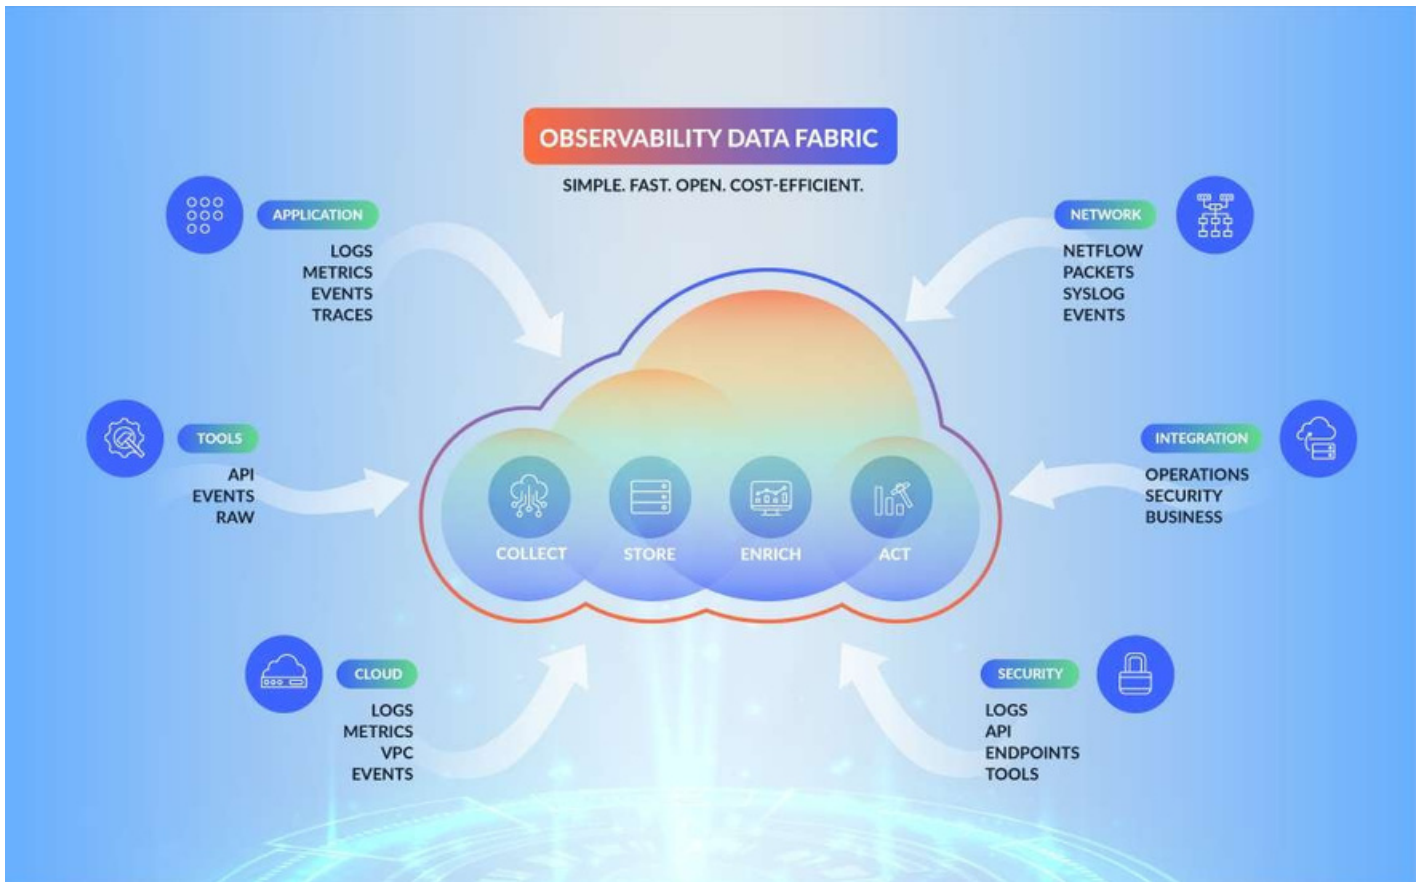 OBSERVABILITY DATA FABRIC
SIMPLE. FAST. OPEN. COST-EFFICIENT.
APPLICATION
LOGS
METRICS
EVENTS
TRACES
NETWORK
NETFLOW
PACKETS
SYSLOG
EVENTS
TOOLS
API
EVENTS
RAW
INTEGRATION
OPERATIONS
SECURITY
BUSINESS
COLLECT
STORE
ENRICH
ACT
CLOUD
LOGS
METRICS
VPC
EVENTS
SECURITY
LOGS
API
ENDPOINTS
TOOLS